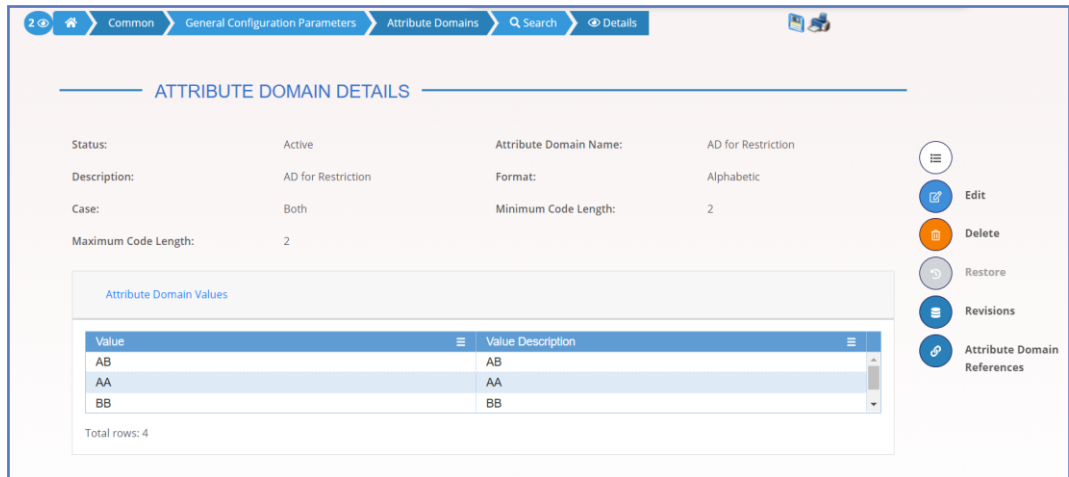 2 Common General Configuration Parameters Attribute Domains Search Details
ATTRIBUTE DOMAIN DETAILS
Status: Active Attribute Domain Name: AD for Restriction
Description: AD for Restriction Format: Alphabetic
Case: Both Minimum Code Length: 2
Maximum Code Length: 2
Attribute Domain Values
Value Value Description
AB AB
AA AA
BB BB
Total rows: 4
Edit
Delete
Restore
Revisions
Attribute Domain
References